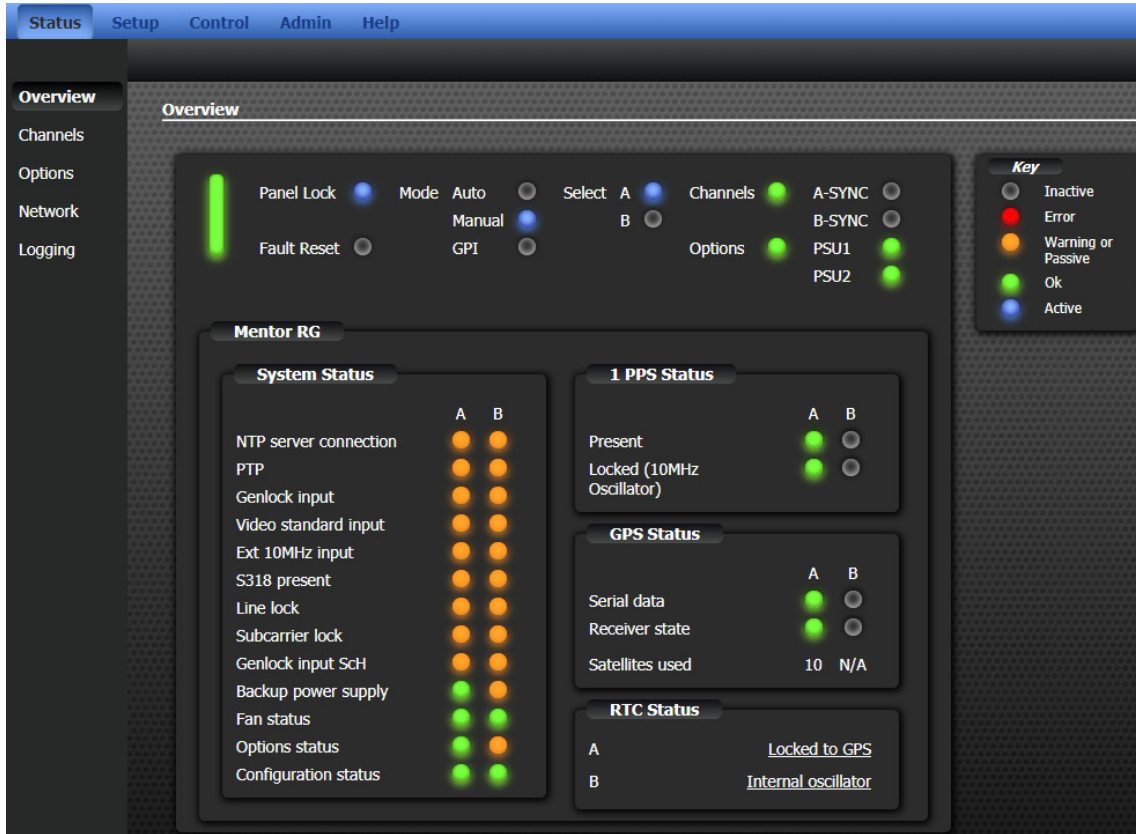 Status Setup Control Admin Help
Overview
Channels
Options
Network
Logging
Overview
Panel Lock Mode Auto Select A Channels A-SYNC
Manual B B-SYNC
Fault Reset GPI Options PSU1
PSU2
Key
Inactive
Error
Warning or
Passive
Ok
Active
Mentor RG
System Status
A B
NTP server connection
PTP
Genlock input
Video standard input
Ext 10MHz input
S318 present
Line lock
Subcarrier lock
Genlock input ScH
Backup power supply
Fan status
Options status
Configuration status
1 PPS Status
A B
Present
Locked (10MHz
Oscillator)
GPS Status
A B
Serial data
Receiver state
Satellites used 10 N/A
RTC Status
A Locked to GPS
B Internal oscillator